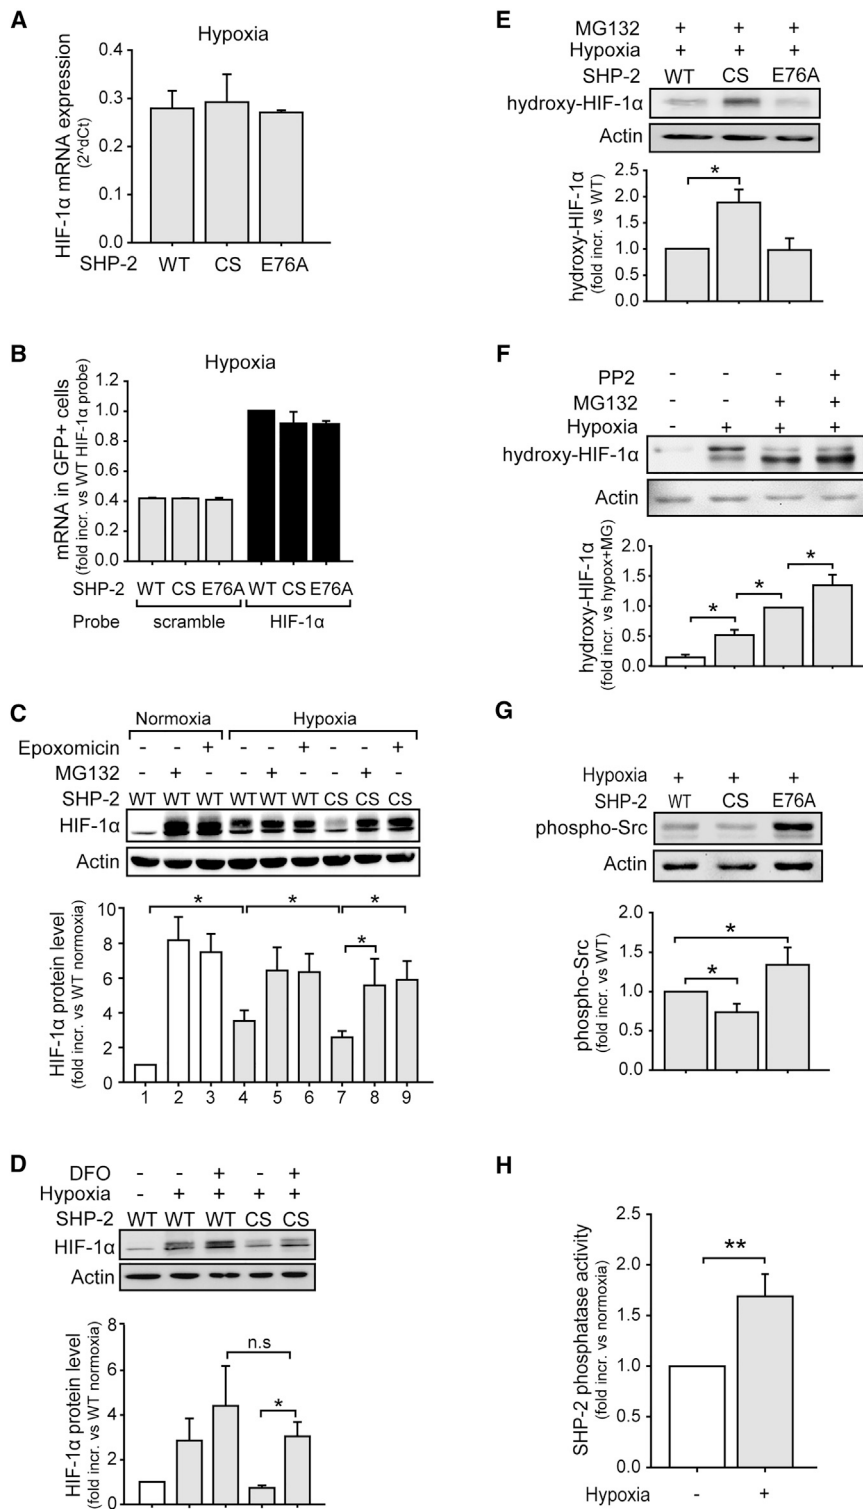 A
Hypoxia
HIF-1α mRNA expression
(2^dCt)
0.4
0.3
0.2
0.1
0.0
SHP-2 WT CS E76A
B
Hypoxia
mRNA in GFP+ cells
(fold incr. vs WT HIF-1α probe)
1.2
1.0
0.8
0.6
0.4
0.2
0.0
SHP-2 WT CS E76A WT CS E76A
Probe scramble HIF-1α
C
Normoxia Hypoxia
Epoxomicin - - + - - + - - +
MG132 - + - - + - - + -
SHP-2 WT WT WT WT WT WT CS CS CS
HIF-1α
Actin
HIF-1α protein level
(fold incr. vs WT normoxia)
10
8
6
4
2
0
* * *
*
1 2 3 4 5 6 7 8 9
D
DFO - - + - +
Hypoxia - + + + +
SHP-2 WT WT WT CS CS
HIF-1α
Actin
HIF-1α protein level
(fold incr. vs WT normoxia)
8
6
4
2
0
n.s
*
E
MG132 + + +
Hypoxia + + +
SHP-2 WT CS E76A
hydroxy-HIF-1α
Actin
hydroxy-HIF-1α
(fold incr. vs WT)
2.5
2.0
1.5
1.0
0.5
0.0
*
F
PP2 - - - +
MG132 - - + +
Hypoxia - + + +
hydroxy-HIF-1α
Actin
hydroxy-HIF-1α
(fold incr. vs hypox+MG)
2.0
1.5
1.0
0.5
0.0
* * *
G
Hypoxia + + +
SHP-2 WT CS E76A
phospho-Src
Actin
phospho-Src
(fold incr. vs WT)
2.0
1.5
1.0
0.5
0.0
*
*
H
SHP-2 phosphatase activity
(fold incr. vs normoxia)
2.5
2.0
1.5
1.0
0.5
0.0
**
Hypoxia - +